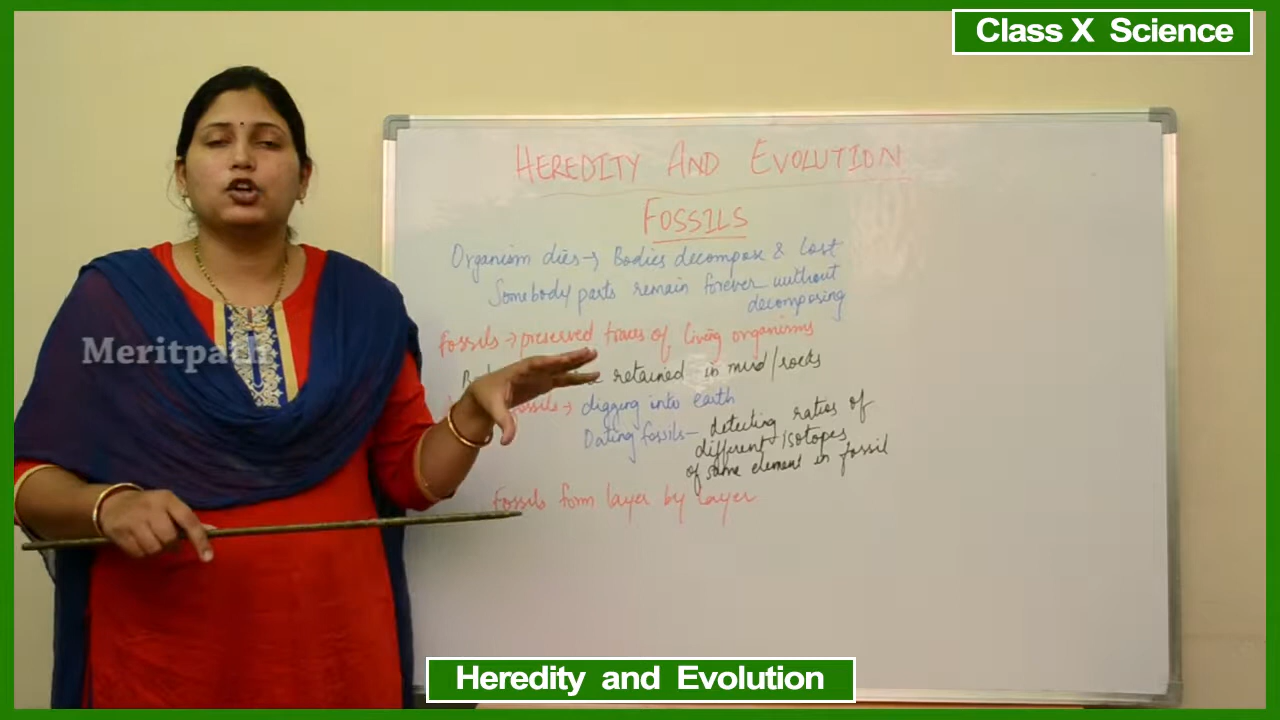 Class X Science
HEREDITY AND EVOLUTION
FOSSILS
Organism dies → Bodies decompose & lost
Somebody parts remain forever without
decomposing
Fossils → preserved traces of living organisms
retained in mud/rocks
fossils → digging into earth
Dating fossils - detecting ratios of
different isotopes
of same element in fossil
Fossils form layer by layer
Meritpath
Heredity and Evolution